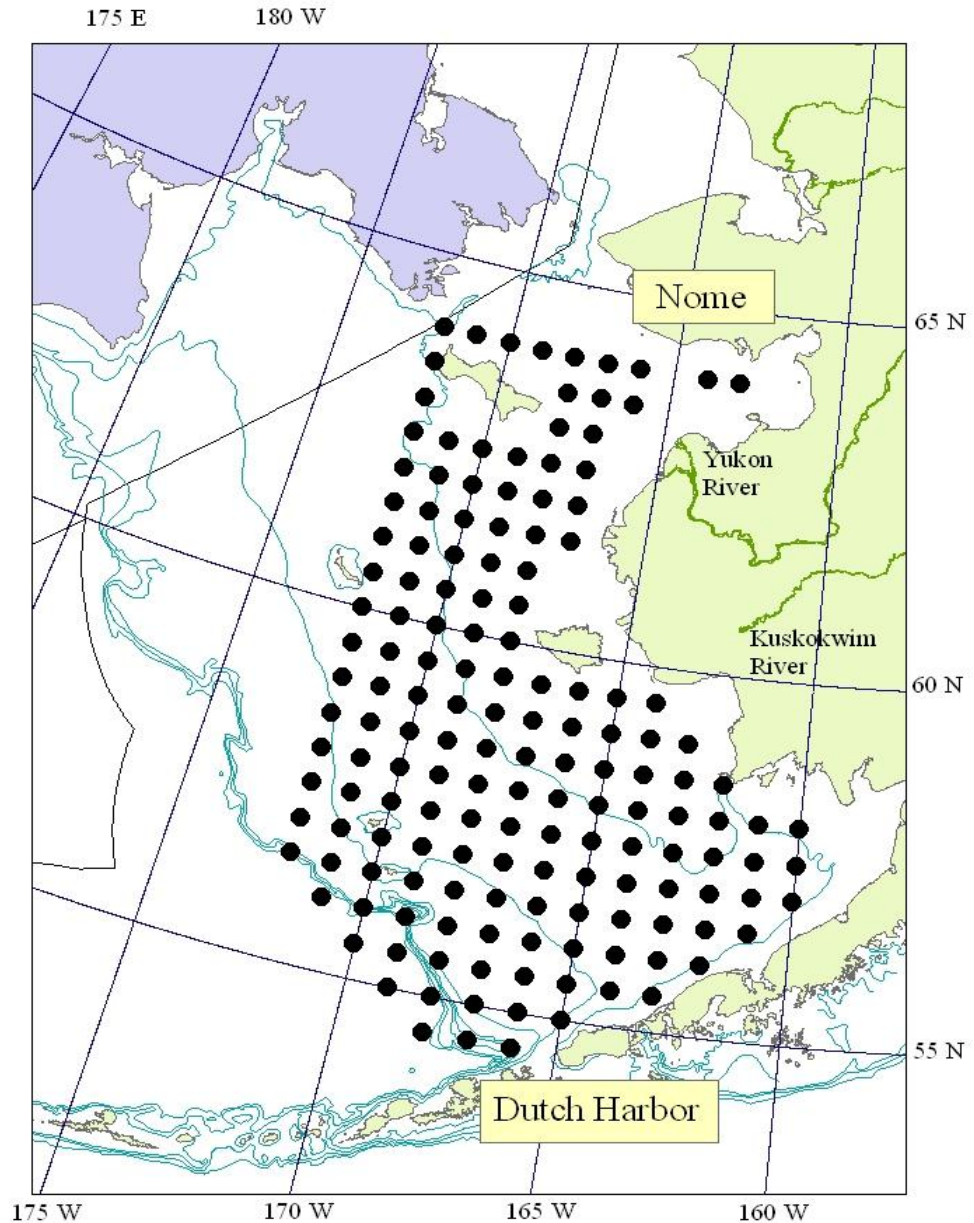 175 E
180 W
Nome
65 N
Yukon
River
Kuskokwim
River
60 N
55 N
Dutch Harbor
175 W
170 W
165 W
160 W